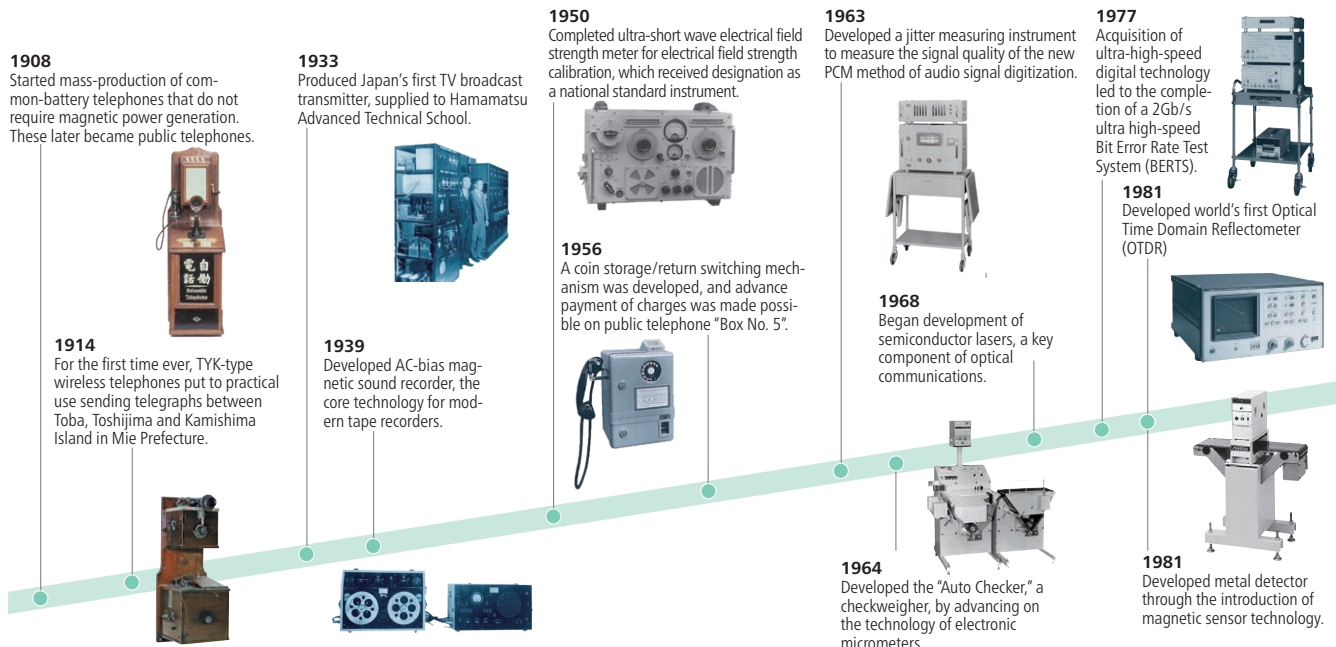 1908
Started mass-production of com-
mon-battery telephones that do not
require magnetic power generation.
These later became public telephones.
自働
電話
Automatic
Telephone
1914
For the first time ever, TYK-type
wireless telephones put to practical
use sending telegraphs between
Toba, Toshijima and Kamishima
Island in Mie Prefecture.
1933
Produced Japan's first TV broadcast
transmitter, supplied to Hamamatsu
Advanced Technical School.
1939
Developed AC-bias mag-
netic sound recorder, the
core technology for mod-
ern tape recorders.
1950
Completed ultra-short wave electrical field
strength meter for electrical field strength
calibration, which received designation as
a national standard instrument.
1956
A coin storage/return switching mech-
anism was developed, and advance
payment of charges was made possi-
ble on public telephone "Box No. 5".
1963
Developed a jitter measuring instrument
to measure the signal quality of the new
PCM method of audio signal digitization.
1964
Developed the "Auto Checker," a
checkweigher, by advancing on
the technology of electronic
micrometers
1968
Began development of
semiconductor lasers, a key
component of optical
communications.
1977
Acquisition of
ultra-high-speed
digital technology
led to the comple-
tion of a 2Gb/s
ultra high-speed
Bit Error Rate Test
System (BERTS).
1981
Developed world's first Optical
Time Domain Reflectometer
(OTDR)
1981
Developed metal detector
through the introduction of
magnetic sensor technology.